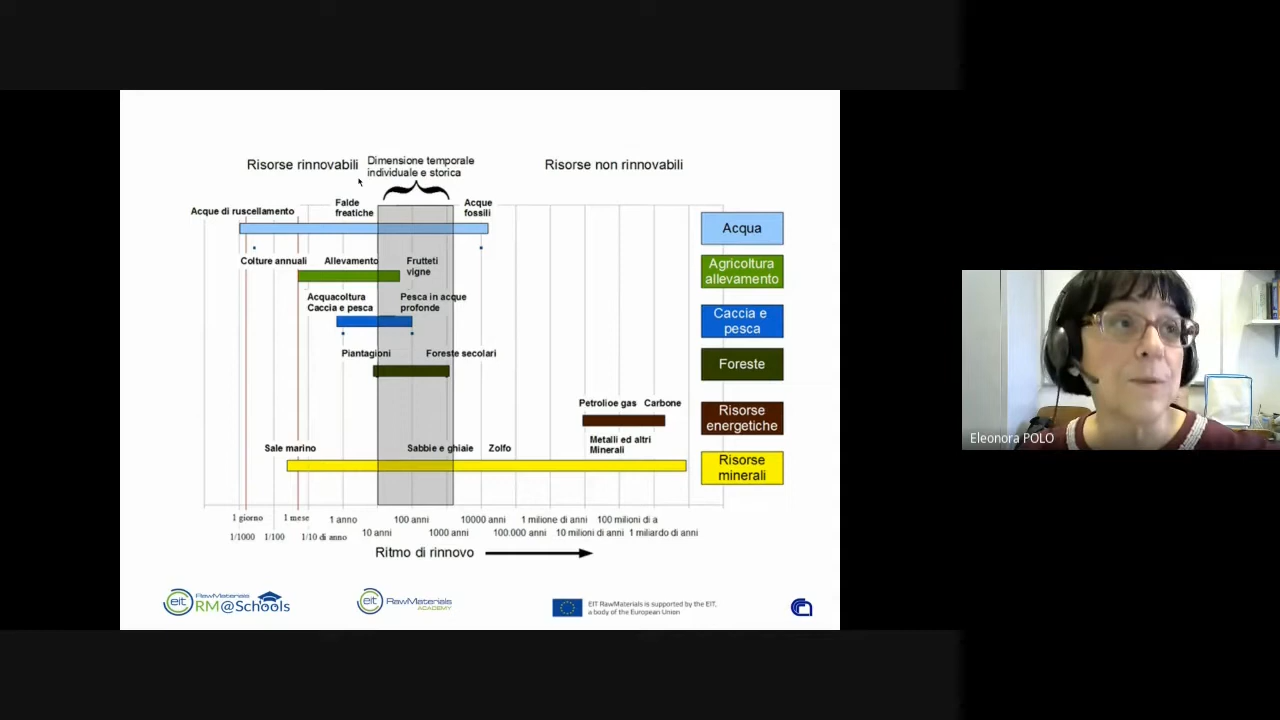 Risorse rinnovabili
Dimensione temporale
individuale e storica
Risorse non rinnovabili
Acque di ruscellamento
Falde
freatiche
Acque
fossili
Acqua
Colture annuali
Allevamento
Frutteti
vigne
Agricoltura
allevamento
Acquacoltura
Caccia e pesca
Pesca in acque
profonde
Caccia e
pesca
Piantagioni
Foreste secolari
Foreste
Petrolioe gas
Carbone
Risorse
energetiche
Sale marino
Sabbie e ghiaie
Zolfo
Metalli ed altri
Minerali
Risorse
minerali
1 giorno
1 mese
1 anno
100 anni
10000 anni
1 milione di anni
100 milioni di a
1/1000
1/100
1/10 di anno
10 anni
1000 anni
100.000 anni
10 milioni di anni
1 miliardo di anni
Ritmo di rinnovo
eit
RawMaterials
RM@Schools
eit
RawMaterials
ACADEMY
EIT RawMaterials is supported by the EIT,
a body of the European Union
Eleonora POLO